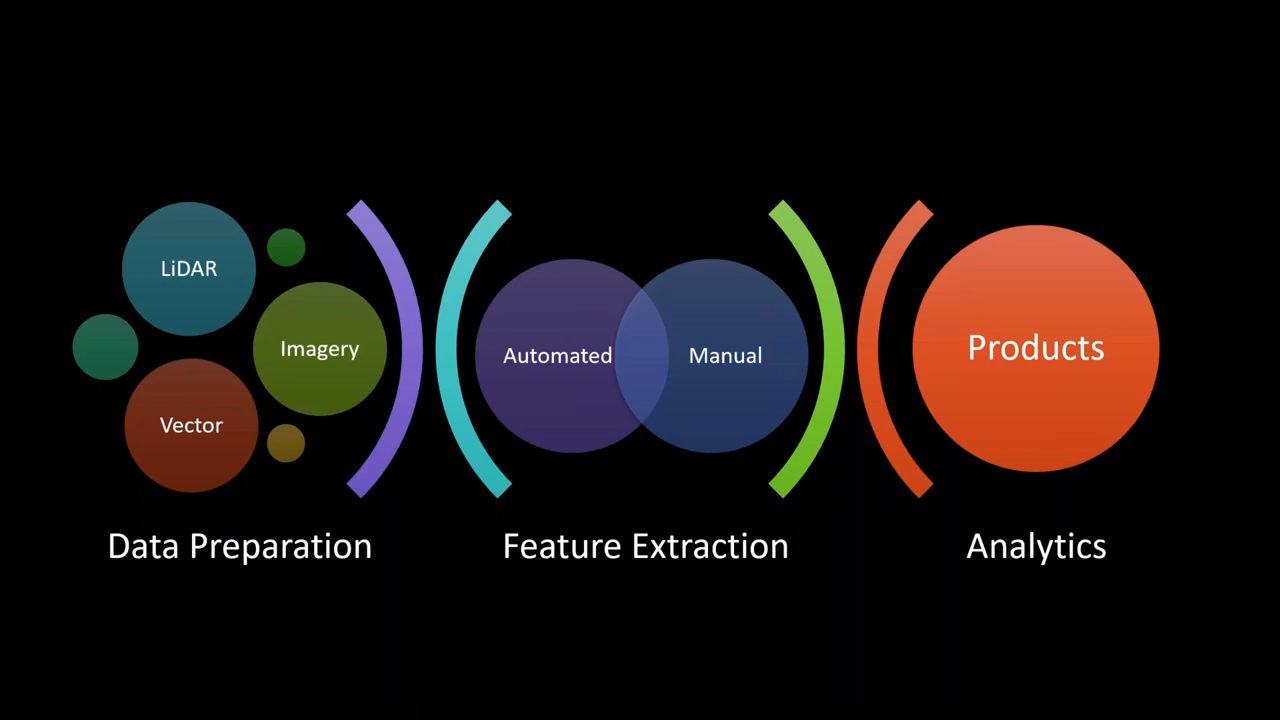 LiDAR
Imagery
Vector
Data Preparation
Automated
Manual
Feature Extraction
Products
Analytics